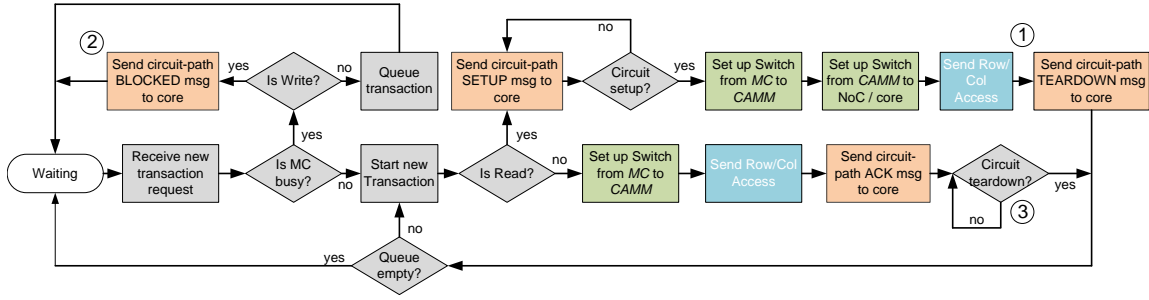 2
Send circuit-path
BLOCKED msg
to core
yes
Is Write?
no
Queue
transaction
Send circuit-path
SETUP msg to
core
no
Circuit
setup?
yes
Set up Switch
from MC to
CAMM
Set up Switch
from CAMM to
NoC / core
1
Send Row/
Col
Access
Send circuit-path
TEARDOWN msg
to core
Waiting
Receive new
transaction
request
yes
Is MC
busy?
no
Start new
Transaction
yes
Is Read?
no
Set up Switch
from MC to
CAMM
Send Row/Col
Access
Send circuit-
path ACK msg
to core
Circuit
teardown?
yes
no
3
no
Queue
empty?
yes